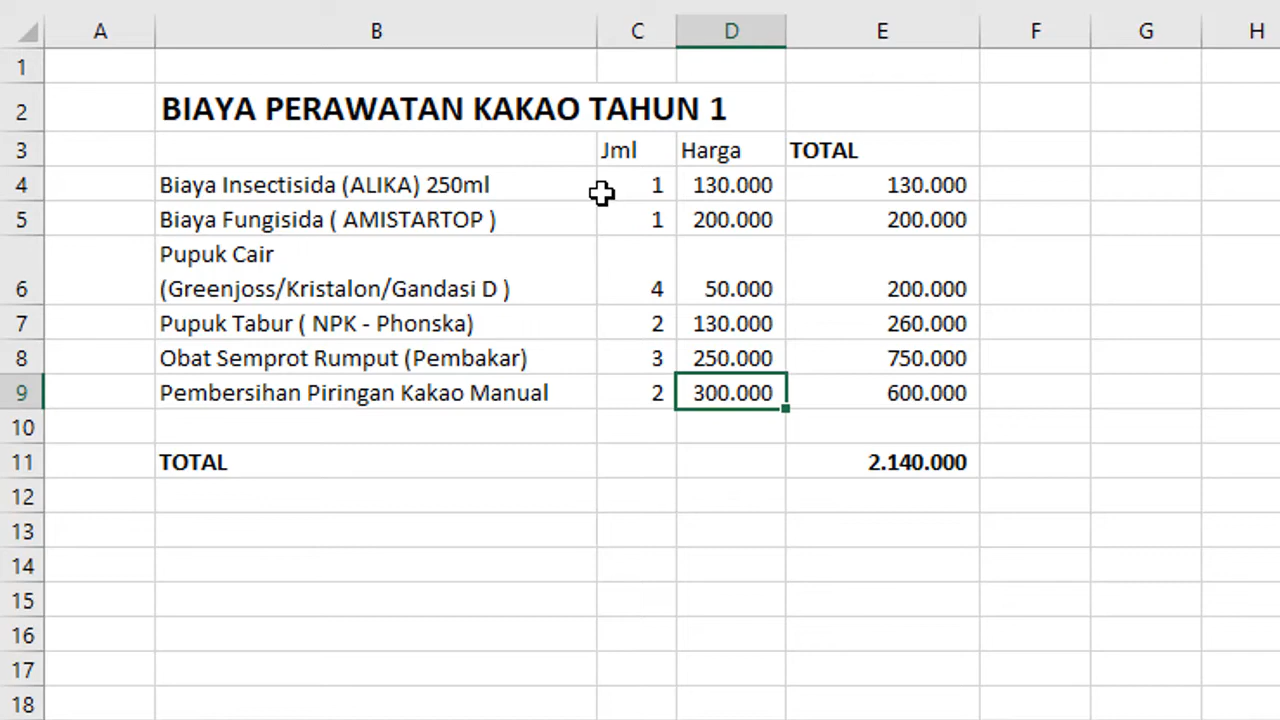 A B C D E F G H
1
2 BIAYA PERAWATAN KAKAO TAHUN 1
3 Jml Harga TOTAL
4 Biaya Insectisida (ALIKA) 250ml 1 130.000 130.000
5 Biaya Fungisida ( AMISTARTOP ) 1 200.000 200.000
Pupuk Cair
6 (Greenjoss/Kristalon/Gandasi D ) 4 50.000 200.000
7 Pupuk Tabur ( NPK - Phonska) 2 130.000 260.000
8 Obat Semprot Rumput (Pembakar) 3 250.000 750.000
9 Pembersihan Piringan Kakao Manual 2 300.000 600.000
10
11 TOTAL 2.140.000
12
13
14
15
16
17
18